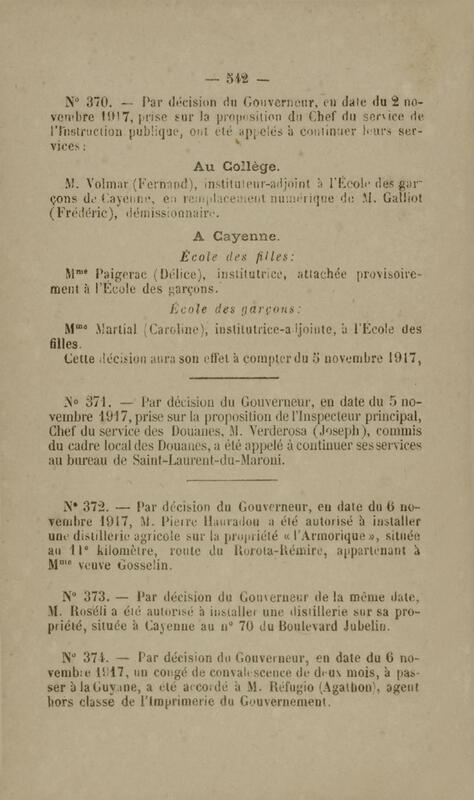 — 542 —
N° 370. — Par décision du Gouverneur, en date du 2 no-
vembre 1917, prise sur la proposition du Chef du service de
l'Instruction publique, ont été appelés à continuer leurs ser-
vices :
Au Collège.
M. Volmar (Fernand), instituteur-adjoint à l'École des gar-
çons de Cayenne, en remplacement numérique de M. Galliot
(Frédéric), démissionnaire.
A Cayenne.
École des filles:
Mme Paigerac (Délice), institutrice, attachée provisoire-
ment à l'École des garçons.
École des garçons:
Mme Martial (Caroline), institutrice-adjointe, à l'École des
filles.
Cette décision aura son effet à compter du 5 novembre 1917,
No 371. — Par décision du Gouverneur, en date du 5 no-
vembre 1917, prise sur la proposition de l'Inspecteur principal,
Chef du service des Douanes, M. Verderosa (Joseph), commis
du cadre local des Douanes, a été appelé à continuer ses services
au bureau de Saint-Laurent-du-Maroni.
N° 372. — Par décision du Gouverneur, en date du 6 no-
vembre 1917, M. Pierre Hauradou a été autorisé à installer
une distillerie agricole sur la propriété « l'Armorique », située
au 11e kilomètre, route du Rorota-Rémire, appartenant à
Mme veuve Gosselin.
N° 373. — Par décision du Gouverneur de la même date,
M. Roséli a été autorisé à installer une distillerie sur sa pro-
priété, située à Cayenne au n° 70 du Boulevard Jubelin.
N° 374. — Par décision du Gouverneur, en date du 6 no-
vembre 1917, un congé de convalescence de deux mois, à pas-
ser à la Guyane, a été accordé à M. Réfugio (Agathon), agent
hors classe de l'Imprimerie du Gouvernement.